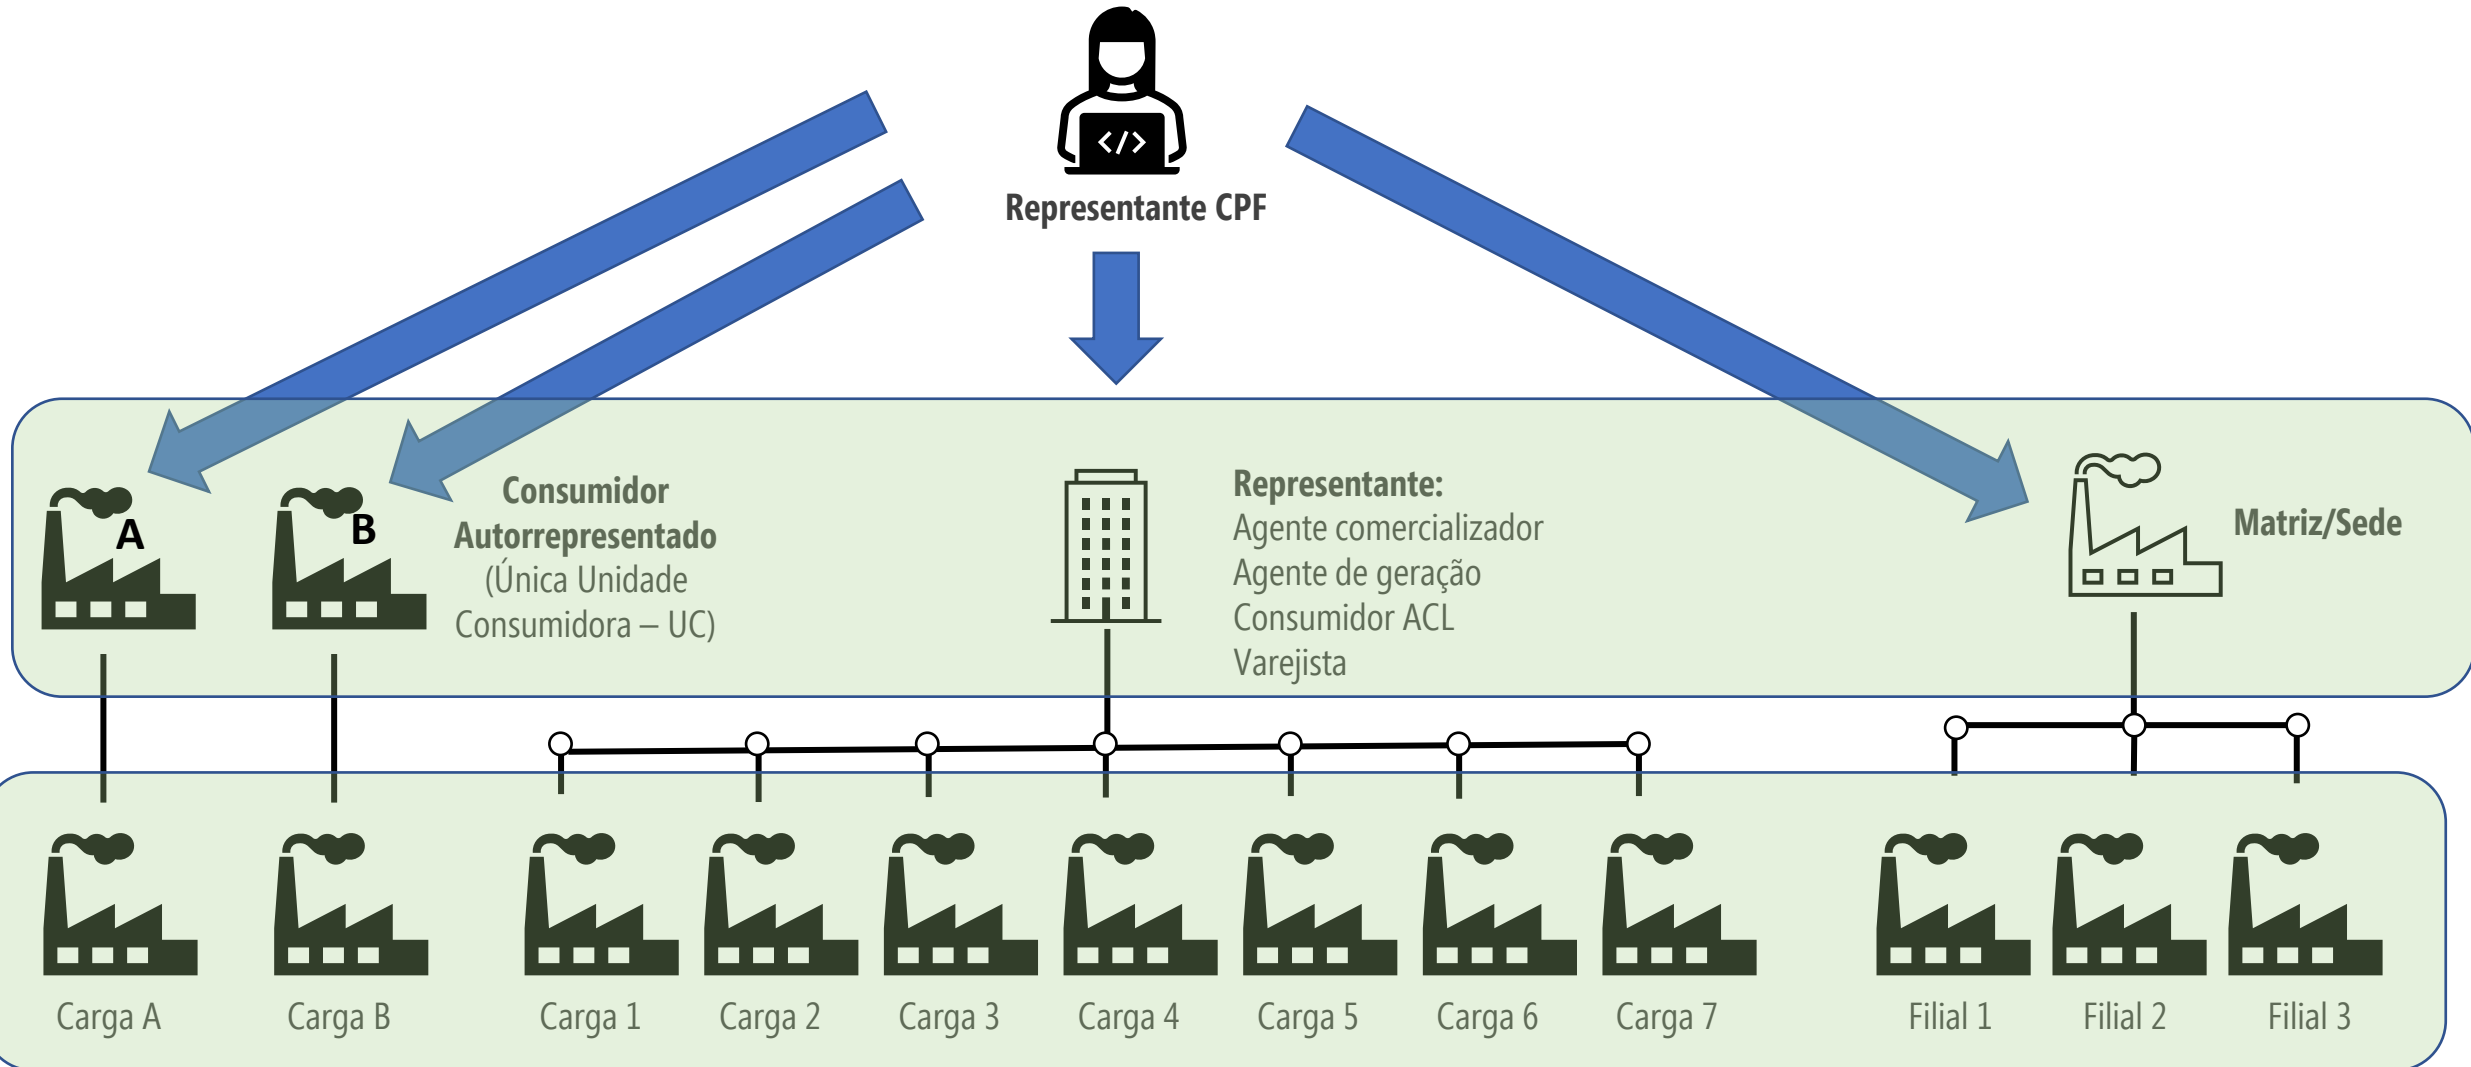 </>
Representante CPF
A
B
Consumidor
Autorrepresentado
(Única Unidade
Consumidora – UC)
Representante:
Agente comercializador
Agente de geração
Consumidor ACL
Varejista
Matriz/Sede
Carga A
Carga B
Carga 1
Carga 2
Carga 3
Carga 4
Carga 5
Carga 6
Carga 7
Filial 1
Filial 2
Filial 3